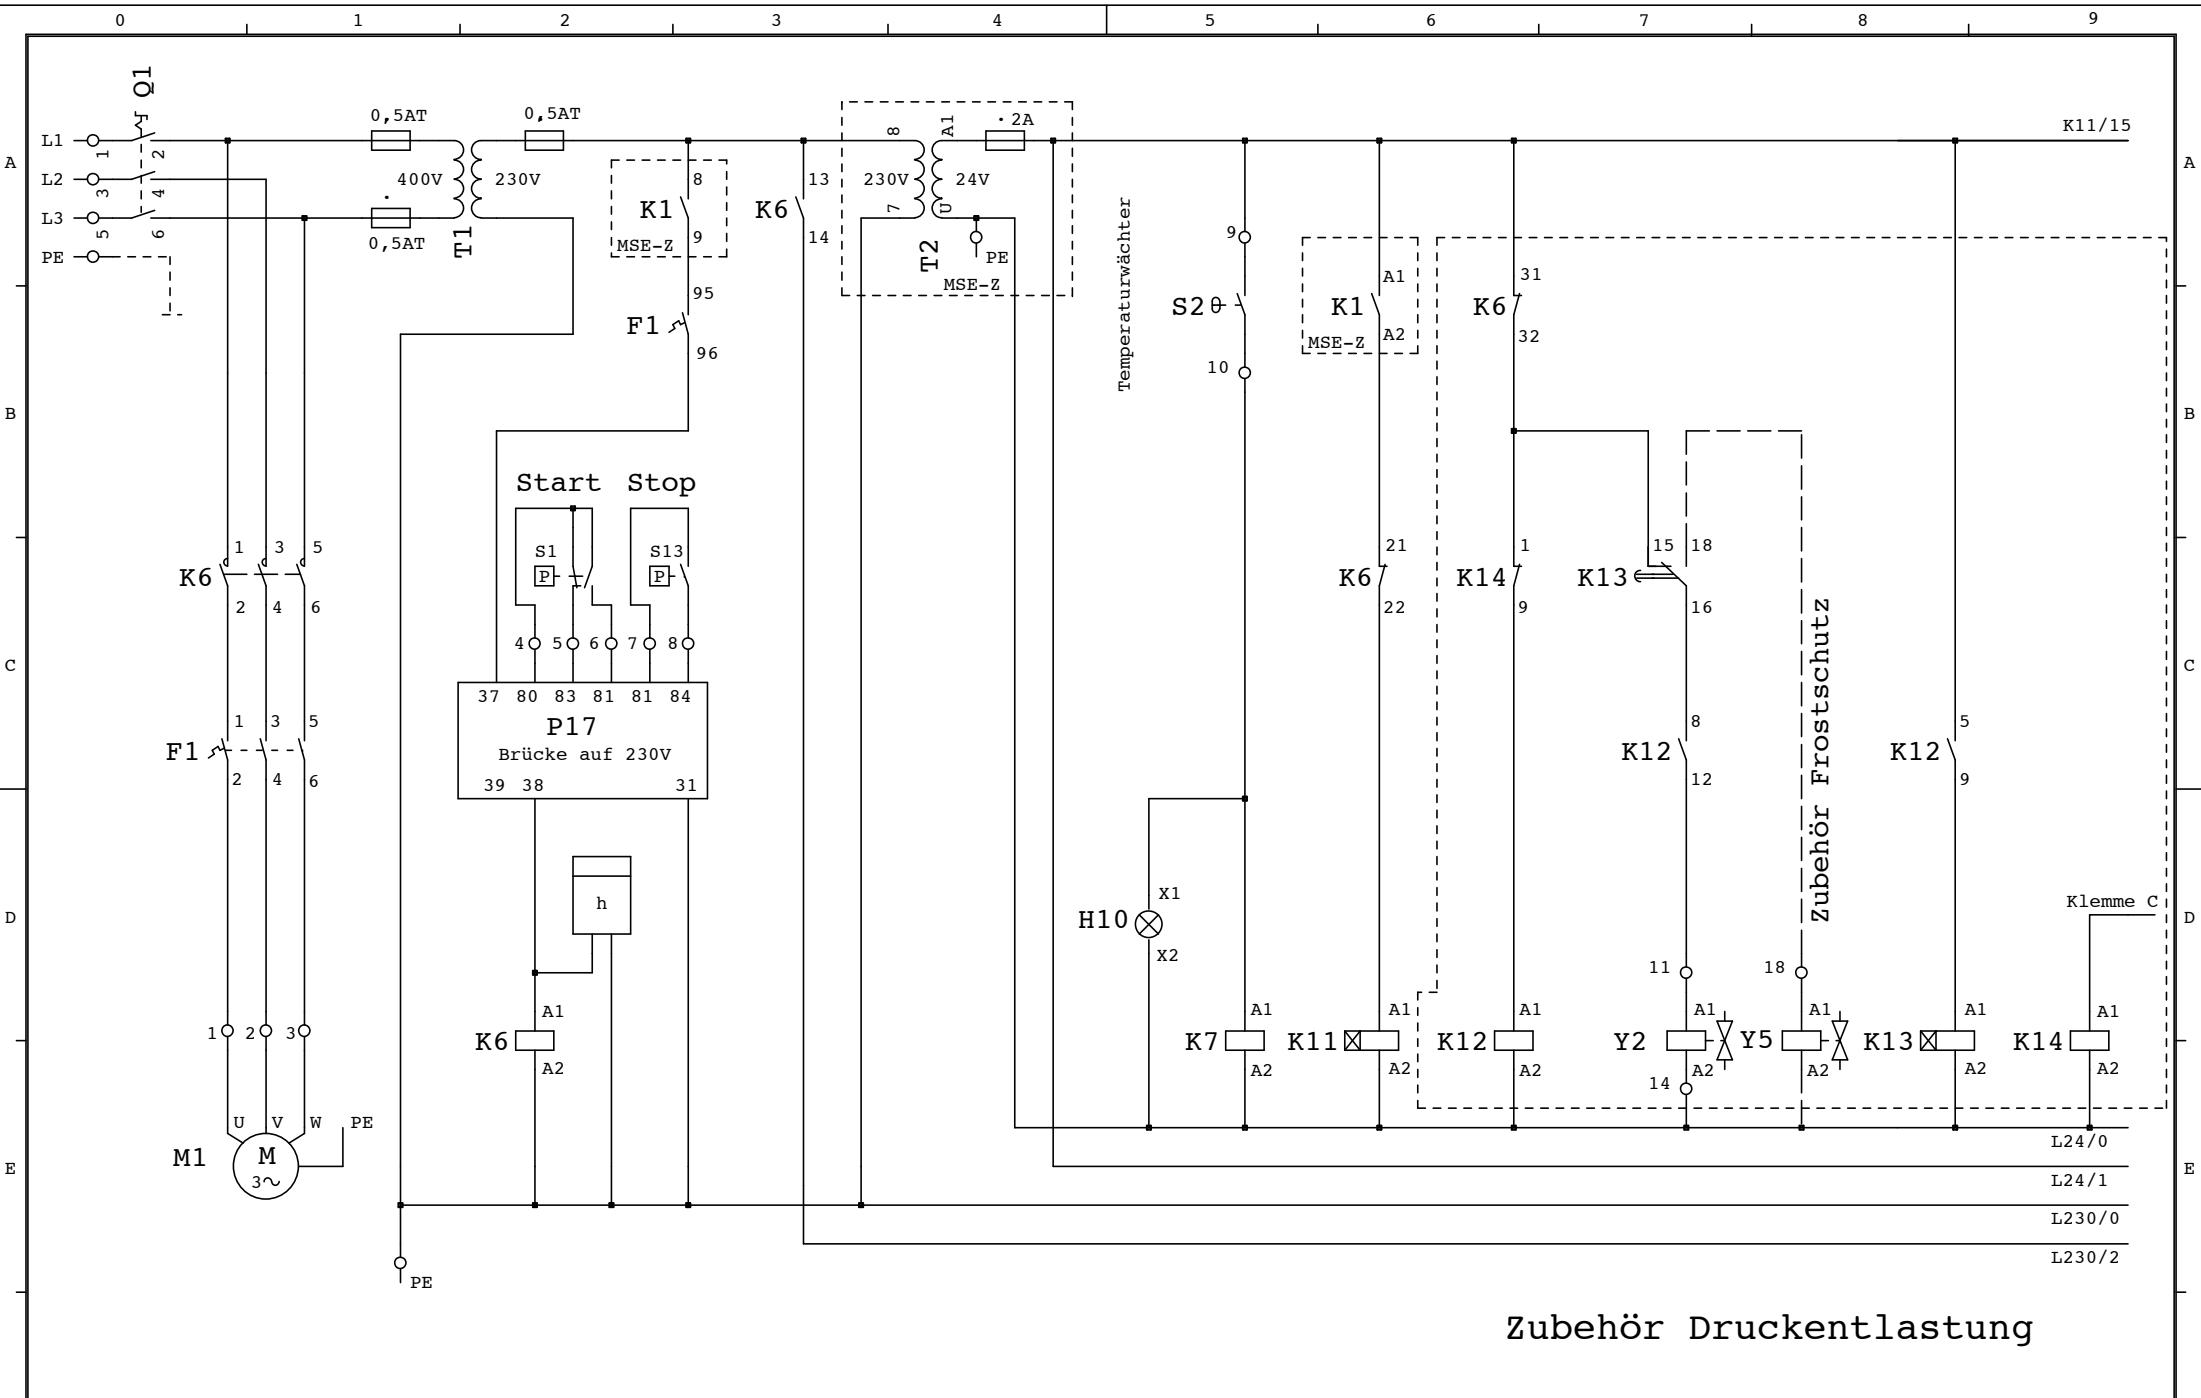 0 1 2 3 4 5 6 7 8 9
Q1
0,5AT 0,5AT A1 · 2A K11/15
L1 1 2 8
A A
L2 3 4 400V 230V 8 13 230V 24V
K1 K6
L3 5 6 0,5AT T1 9 14 7 U
MSE-Z T2 PE
PE MSE-Z
Temperaturwächter
9
95 A1 31
F1 S2 K1 K6
96 MSE-Z A2 32
10
B B
Start Stop
1 3 5 S1 S13 21 1 15 18
K6 P P K6 K14 K13
2 4 6 22 9 16
4 5 6 7 8
C C
37 80 83 81 81 84
1 3 5 P17 8 5
F1 Brücke auf 230V K12 K12
2 4 6 39 38 31 12 9
Zubehör Frostschutz
h X1 Klemme C
D H10 D
X2
11 18
1 2 3 A1 A1 A1 A1 A1 A1 A1 A1
K6 K7 K11 K12 Y2 Y5 K13 K14
A2 A2 A2 A2 A2 A2 A2 A2
14
U V W PE
M1 M L24/0
3~
E E
L24/1
L230/0
L230/2
PE
Zubehör Druckentlastung